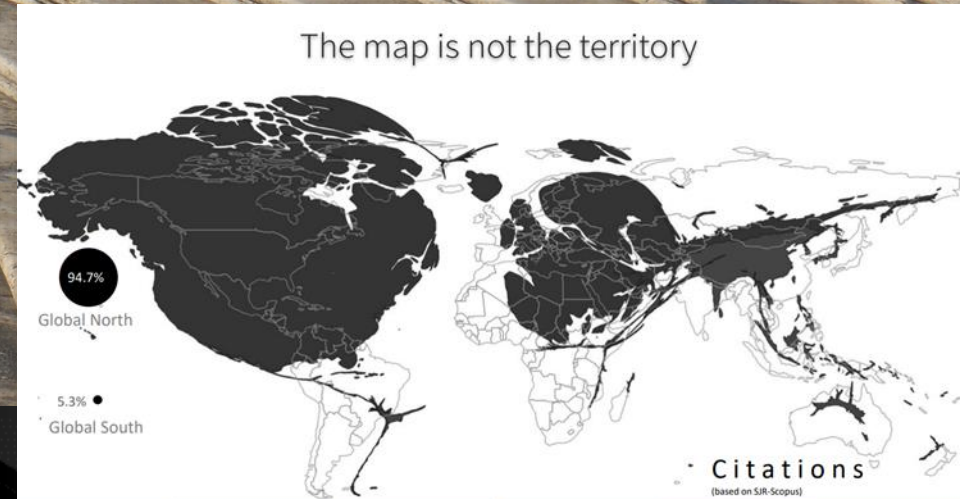 The map is not the territory
94.7%
Global North
5.3%
Global South
Citations
(based on SJR-Scopus)